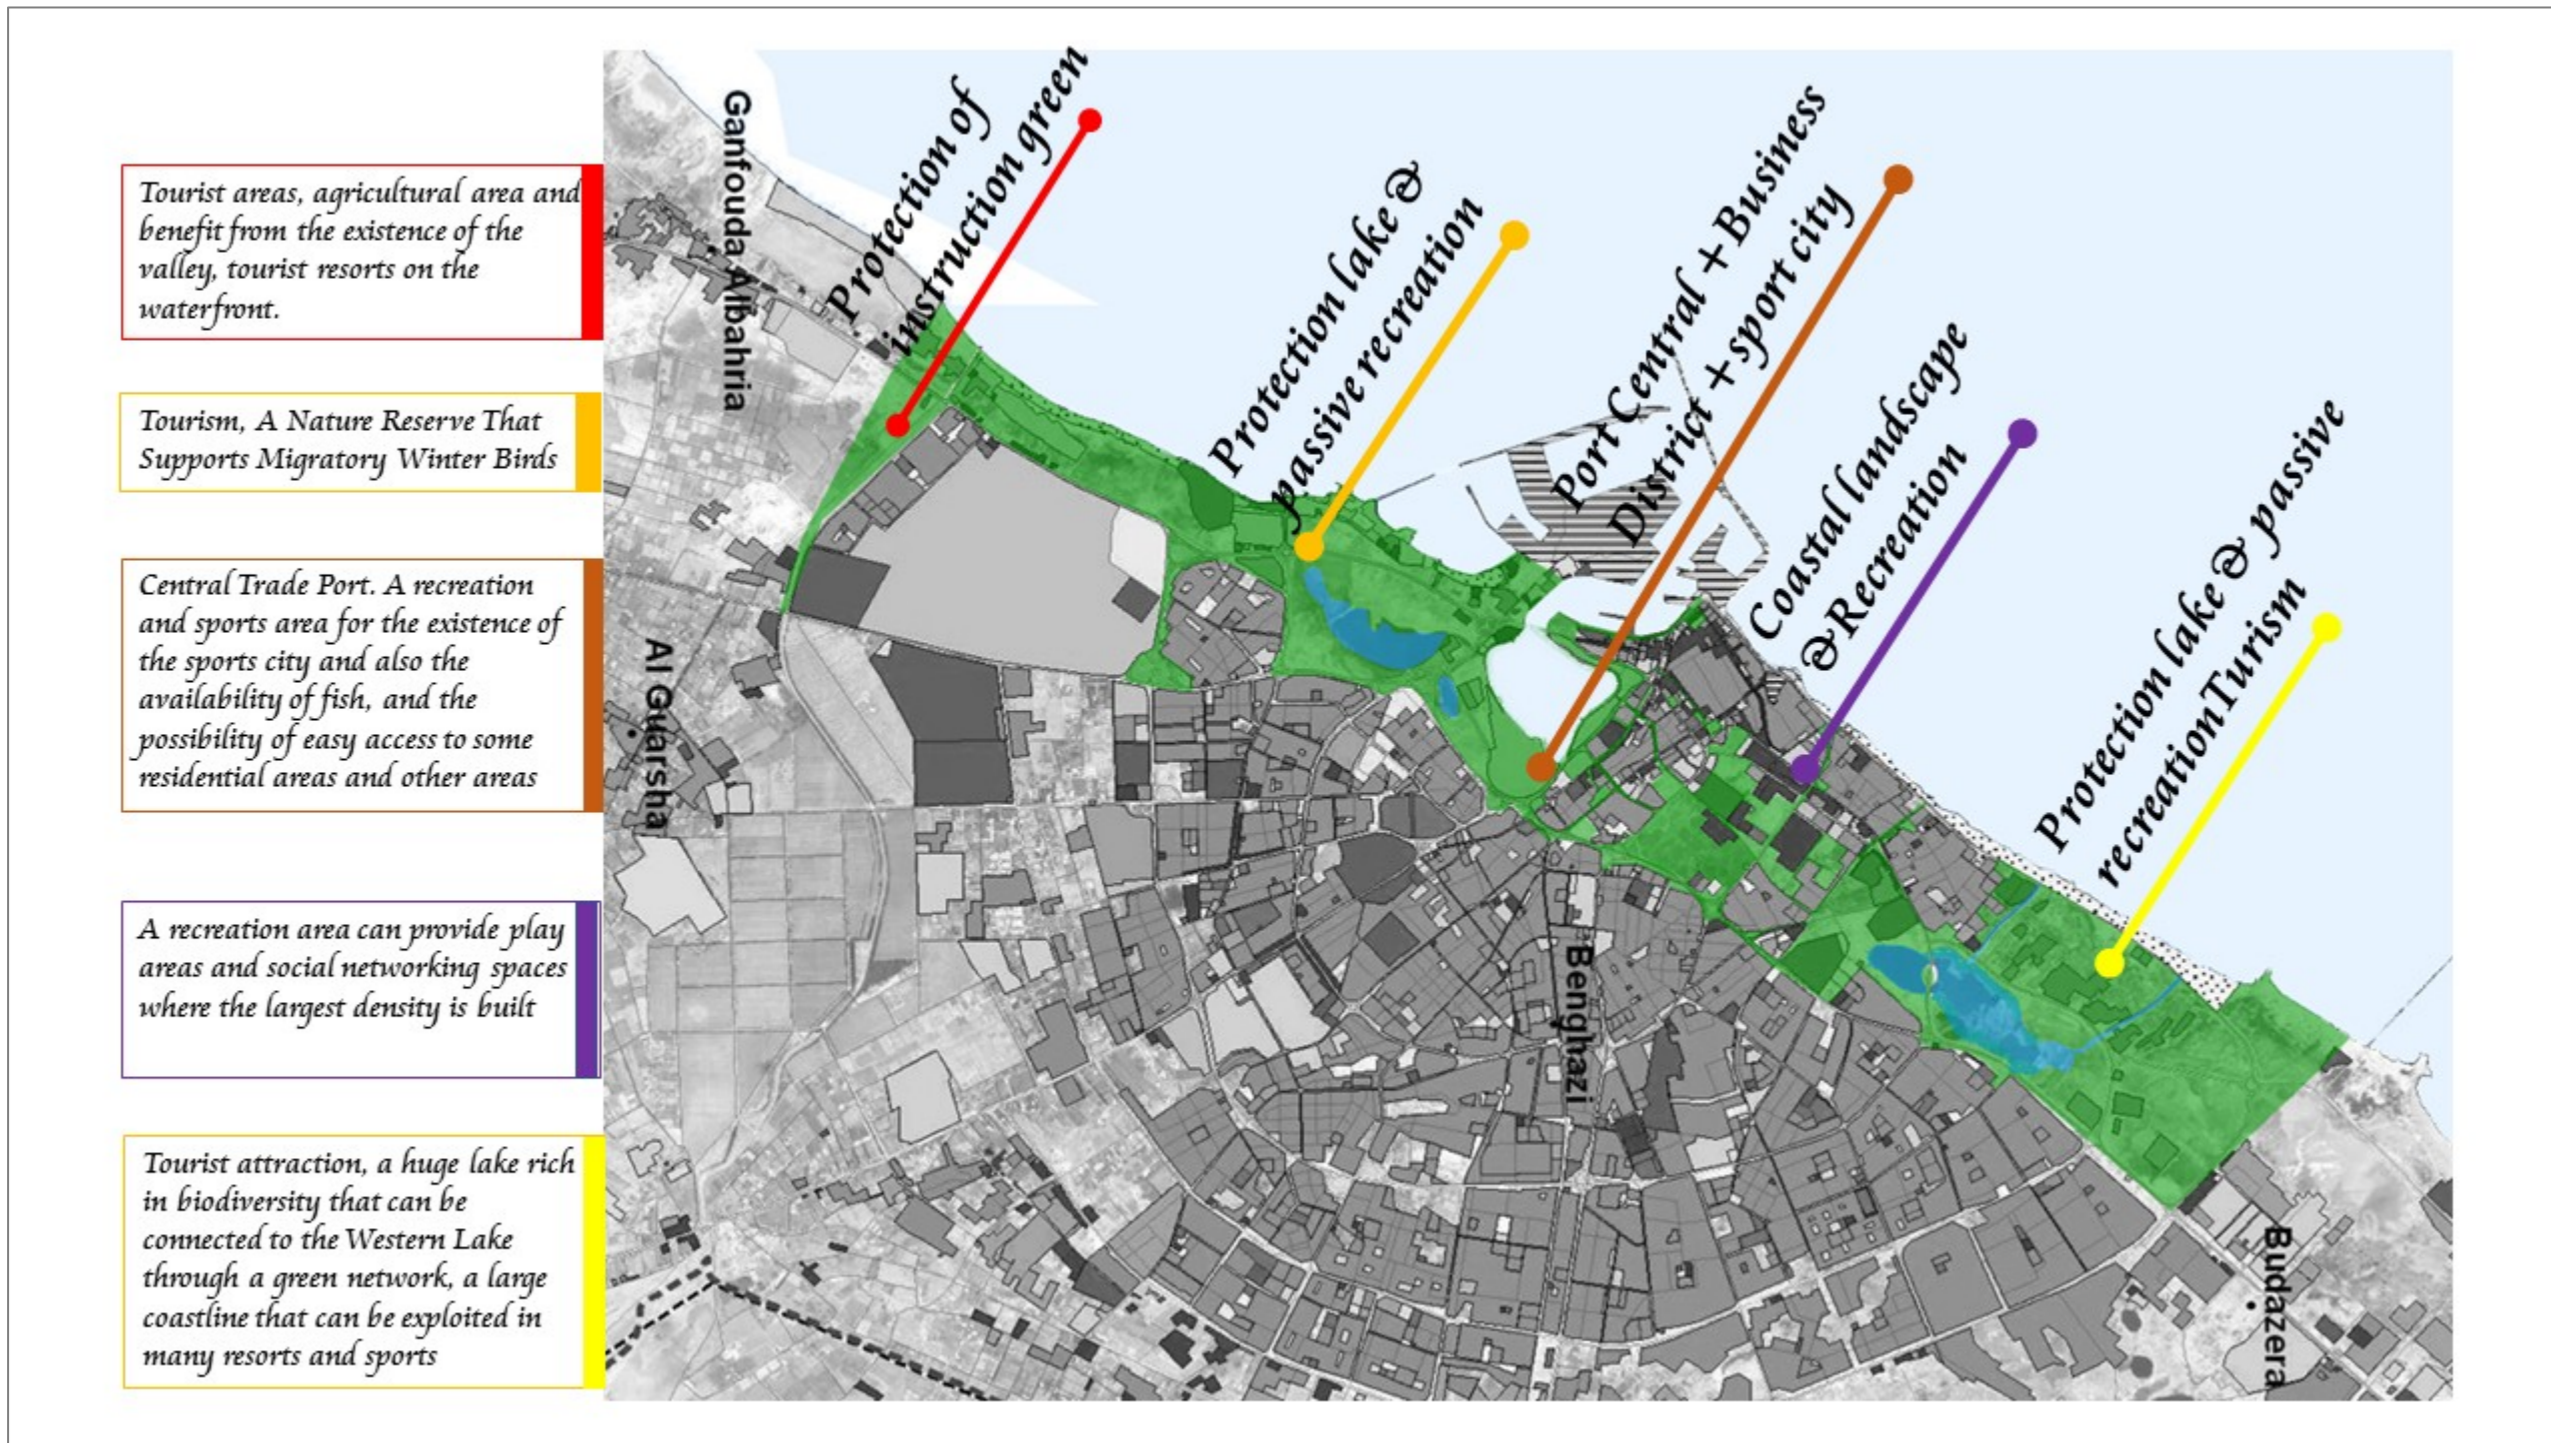 Tourist areas, agricultural area and
benefit from the existence of the
valley, tourist resorts on the
waterfront.
Tourism, A Nature Reserve That
Supports Migratory Winter Birds
Central Trade Port. A recreation
and sports area for the existence of
the sports city and also the
availability of fish, and the
possibility of easy access to some
residential areas and other areas
A recreation area can provide play
areas and social networking spaces
where the largest density is built
Tourist attraction, a huge lake rich
in biodiversity that can be
connected to the Western Lake
through a green network, a large
coastline that can be exploited in
many resorts and sports
Ganfouda Albahria
Protection of
instruction green
Protection lake &
passive recreation
Port Central + Business
District + sport city
Coastal landscape
& Recreation
Protection lake & passive
recreation Turism
Al Guarsha
Benghazi
Budazera